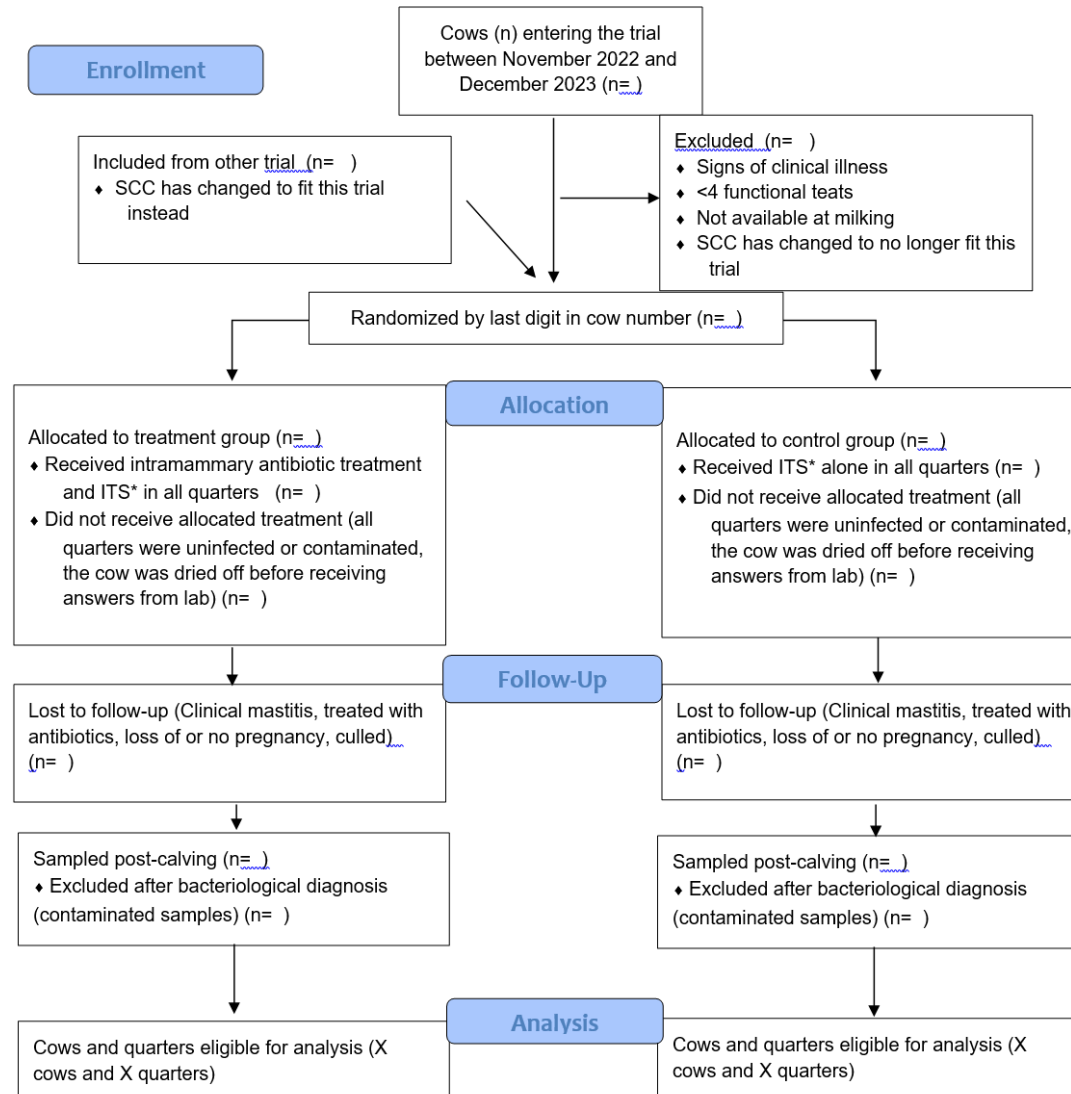 Cows (n) entering the trial
between November 2022 and
December 2023 (n= )
Enrollment
Included from other trial (n= )
♦ SCC has changed to fit this trial
instead
Excluded (n= )
♦ Signs of clinical illness
♦ <4 functional teats
♦ Not available at milking
♦ SCC has changed to no longer fit this
trial
Randomized by last digit in cow number (n= )
Allocation
Allocated to treatment group (n= )
♦ Received intramammary antibiotic treatment
and ITS* in all quarters (n= )
♦ Did not receive allocated treatment (all
quarters were uninfected or contaminated,
the cow was dried off before receiving
answers from lab) (n= )
Allocated to control group (n= )
♦ Received ITS* alone in all quarters (n= )
♦ Did not receive allocated treatment (all
quarters were uninfected or contaminated,
the cow was dried off before receiving
answers from lab) (n= )
Follow-Up
Lost to follow-up (Clinical mastitis, treated with
antibiotics, loss of or no pregnancy, culled)
(n= )
Lost to follow-up (Clinical mastitis, treated with
antibiotics, loss of or no pregnancy, culled)
(n= )
Sampled post-calving (n= )
♦ Excluded after bacteriological diagnosis
(contaminated samples) (n= )
Sampled post-calving (n= )
♦ Excluded after bacteriological diagnosis
(contaminated samples) (n= )
Analysis
Cows and quarters eligible for analysis (X
cows and X quarters)
Cows and quarters eligible for analysis (X
cows and X quarters)